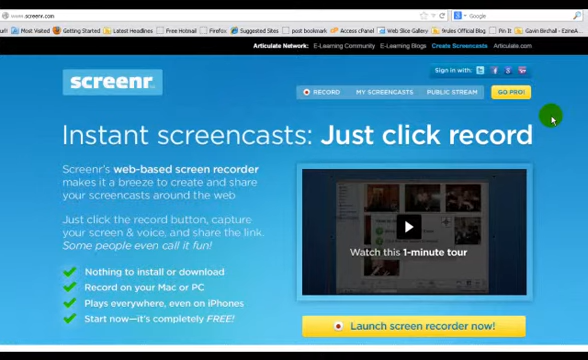 www.screenr.com
Google
Most Visited Getting Started Latest Headlines Free Hotmail Firefox Suggested Sites post bookmark Access cPanel Web Slice Gallery Pin It
Articulate Network: E-Learning Community E-Learning Blogs Create Screencasts Articulate.com
Sign in with:
screenr
RECORD MY SCREENCASTS PUBLIC STREAM GO PRO!
Instant screencasts: Just click record
Screenr's web-based screen recorder
makes it a breeze to create and share
your screencasts around the web
Just click the record button, capture
your screen & voice, and share the link.
Some people even call it fun!
Nothing to install or download
Record on your Mac or PC
Plays everywhere, even on iPhones
Start now—it's completely FREE!
Watch this 1-minute tour
Launch screen recorder now!